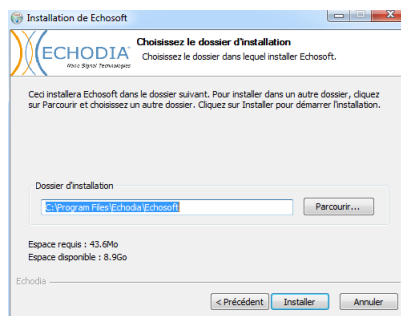 Installation de Echosoft
ECHODIA
Choisissez le dossier d'installation
Choisissez le dossier dans lequel installer Echosoft.
Ceci installera Echosoft dans le dossier suivant. Pour installer dans un autre dossier, cliquez
sur Parcourir et choisissez un autre dossier. Cliquez sur Installer pour démarrer l'installation.
Dossier d'installation
C:\Program Files\Echodia\Echosoft
Parcourir...
Espace requis : 43.6Mo
Espace disponible : 8.9Go
Echodia
< Précédent
Installer
Annuler